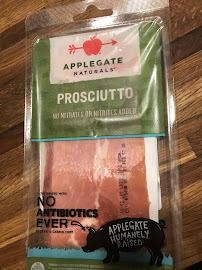 APPLEGATE
NATURALS®
PROSCIUTTO
NO NITRATES OR NITRITES ADDED
NO
ANTIBIOTICS
EVER
APPLEGATE
HUMANELY
RAISED